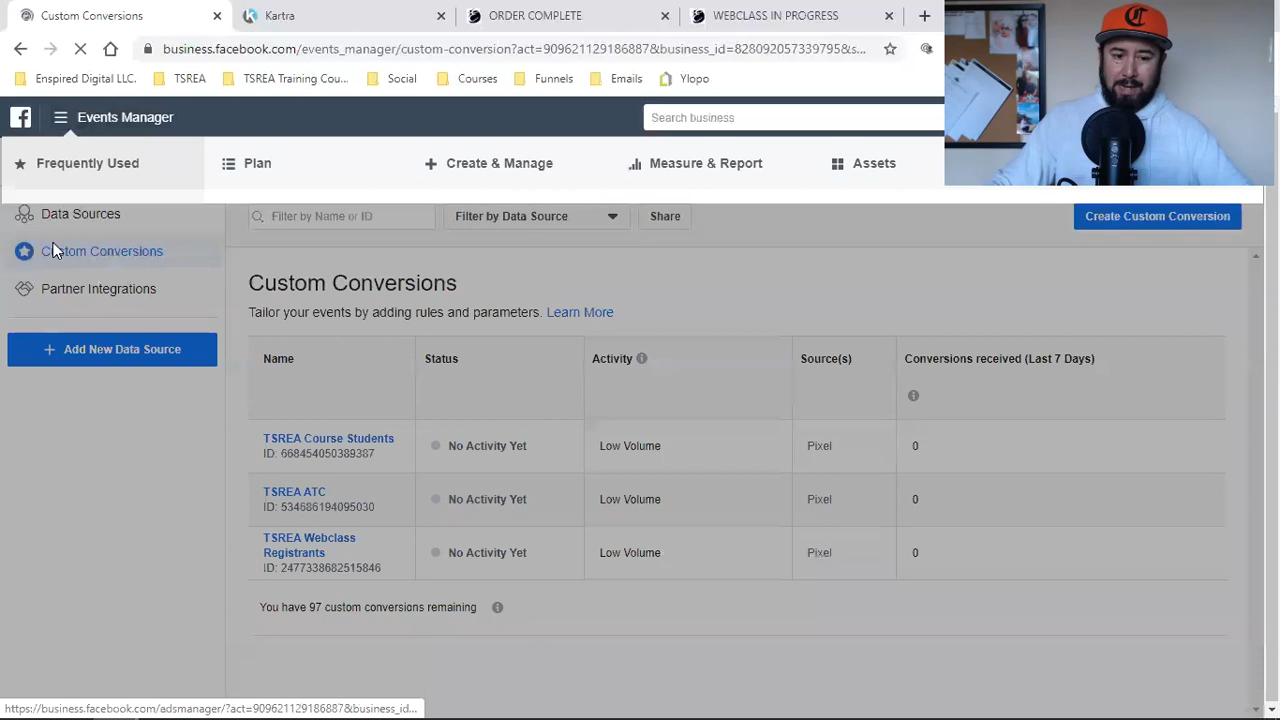 Custom Conversions
Kartra
ORDER COMPLETE
WEBCLASS IN PROGRESS
business.facebook.com/events_manager/custom-conversion?act=909621129186887&business_id=828092057339795&s...
Enspired Digital LLC.
TSREA
TSREA Training Cou...
Social
Courses
Funnels
Emails
Ylopo
Events Manager
Search business
Frequently Used
Plan
Create & Manage
Measure & Report
Assets
Data Sources
Filter by Name or ID
Filter by Data Source
Share
Create Custom Conversion
Custom Conversions
Partner Integrations
Add New Data Source
Custom Conversions
Tailor your events by adding rules and parameters. Learn More
Name
Status
Activity
Source(s)
Conversions received (Last 7 Days)
TSREA Course Students
ID: 668454050389387
No Activity Yet
Low Volume
Pixel
0
TSREA ATC
ID: 534686194095030
No Activity Yet
Low Volume
Pixel
0
TSREA Webclass
Registrants
ID: 2477338682515846
No Activity Yet
Low Volume
Pixel
0
You have 97 custom conversions remaining
https://business.facebook.com/adsmanager/?act=909621129186887&business_id...